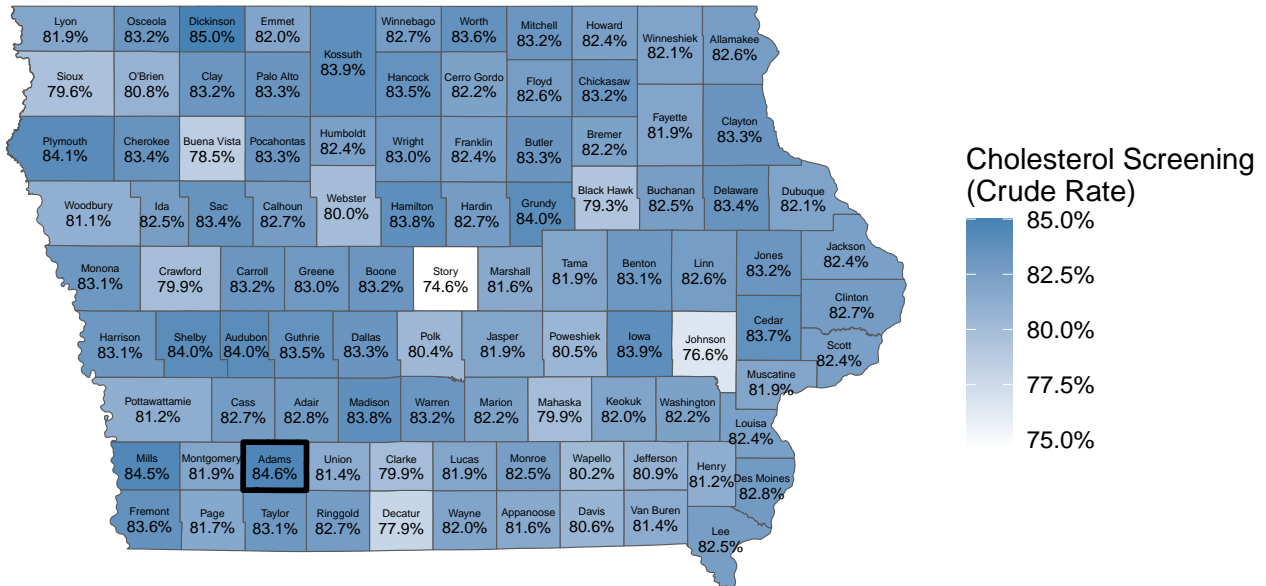 Lyon
81.9%
Osceola
83.2%
Dickinson
85.0%
Emmet
82.0%
Kossuth
83.9%
Winnebago
82.7%
Worth
83.6%
Mitchell
83.2%
Howard
82.4%
Winneshiek
82.1%
Allamakee
82.6%
Sioux
79.6%
O'Brien
80.8%
Clay
83.2%
Palo Alto
83.3%
Hancock
83.5%
Cerro Gordo
82.2%
Floyd
82.6%
Chickasaw
83.2%
Fayette
81.9%
Clayton
83.3%
Plymouth
84.1%
Cherokee
83.4%
Buena Vista
78.5%
Pocahontas
83.3%
Humboldt
82.4%
Wright
83.0%
Franklin
82.4%
Butler
83.3%
Bremer
82.2%
Woodbury
81.1%
Ida
82.5%
Sac
83.4%
Calhoun
82.7%
Webster
80.0%
Hamilton
83.8%
Hardin
82.7%
Grundy
84.0%
Black Hawk
79.3%
Buchanan
82.5%
Delaware
83.4%
Dubuque
82.1%
Monona
83.1%
Crawford
79.9%
Carroll
83.2%
Greene
83.0%
Boone
83.2%
Story
74.6%
Marshall
81.6%
Tama
81.9%
Benton
83.1%
Linn
82.6%
Jones
83.2%
Jackson
82.4%
Clinton
82.7%
Harrison
83.1%
Shelby
84.0%
Audubon
84.0%
Guthrie
83.5%
Dallas
83.3%
Polk
80.4%
Jasper
81.9%
Poweshiek
80.5%
Iowa
83.9%
Johnson
76.6%
Cedar
83.7%
Scott
82.4%
Muscatine
81.9%
Pottawattamie
81.2%
Cass
82.7%
Adair
82.8%
Madison
83.8%
Warren
83.2%
Marion
82.2%
Mahaska
79.9%
Keokuk
82.0%
Washington
82.2%
Louisa
82.4%
Mills
84.5%
Montgomery
81.9%
Adams
84.6%
Union
81.4%
Clarke
79.9%
Lucas
81.9%
Monroe
82.5%
Wapello
80.2%
Jefferson
80.9%
Henry
81.2%
Des Moines
82.8%
Fremont
83.6%
Page
81.7%
Taylor
83.1%
Ringgold
82.7%
Decatur
77.9%
Wayne
82.0%
Appanoose
81.6%
Davis
80.6%
Van Buren
81.4%
Lee
82.5%
Cholesterol Screening
(Crude Rate)
85.0%
82.5%
80.0%
77.5%
75.0%